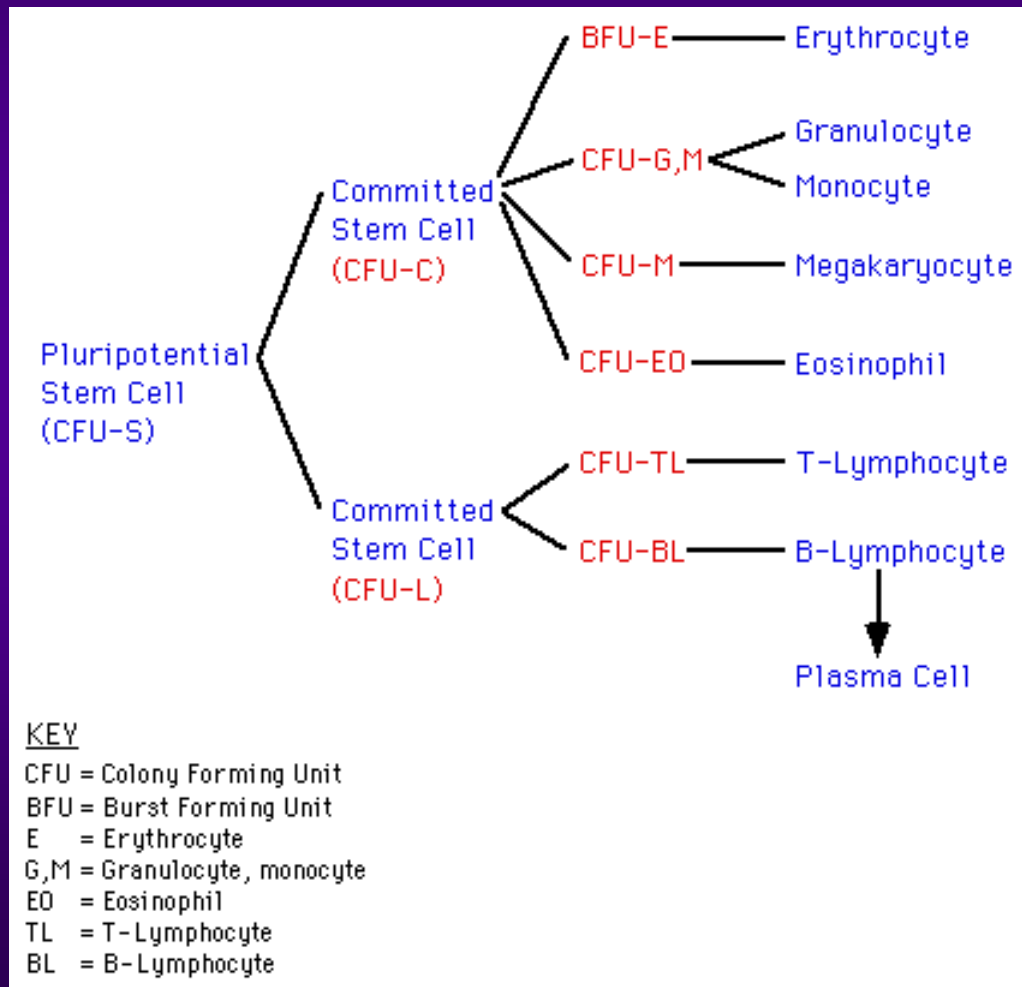 BFU-E
Erythrocyte
CFU-G,M
Granulocyte
Monocyte
Committed
Stem Cell
(CFU-C)
CFU-M
Megakaryocyte
Pluripotential
Stem Cell
(CFU-S)
CFU-EO
Eosinophil
CFU-TL
T-Lymphocyte
Committed
Stem Cell
(CFU-L)
CFU-BL
B-Lymphocyte
Plasma Cell
KEY
CFU = Colony Forming Unit
BFU = Burst Forming Unit
E = Erythrocyte
G,M = Granulocyte, monocyte
EO = Eosinophil
TL = T-Lymphocyte
BL = B-Lymphocyte